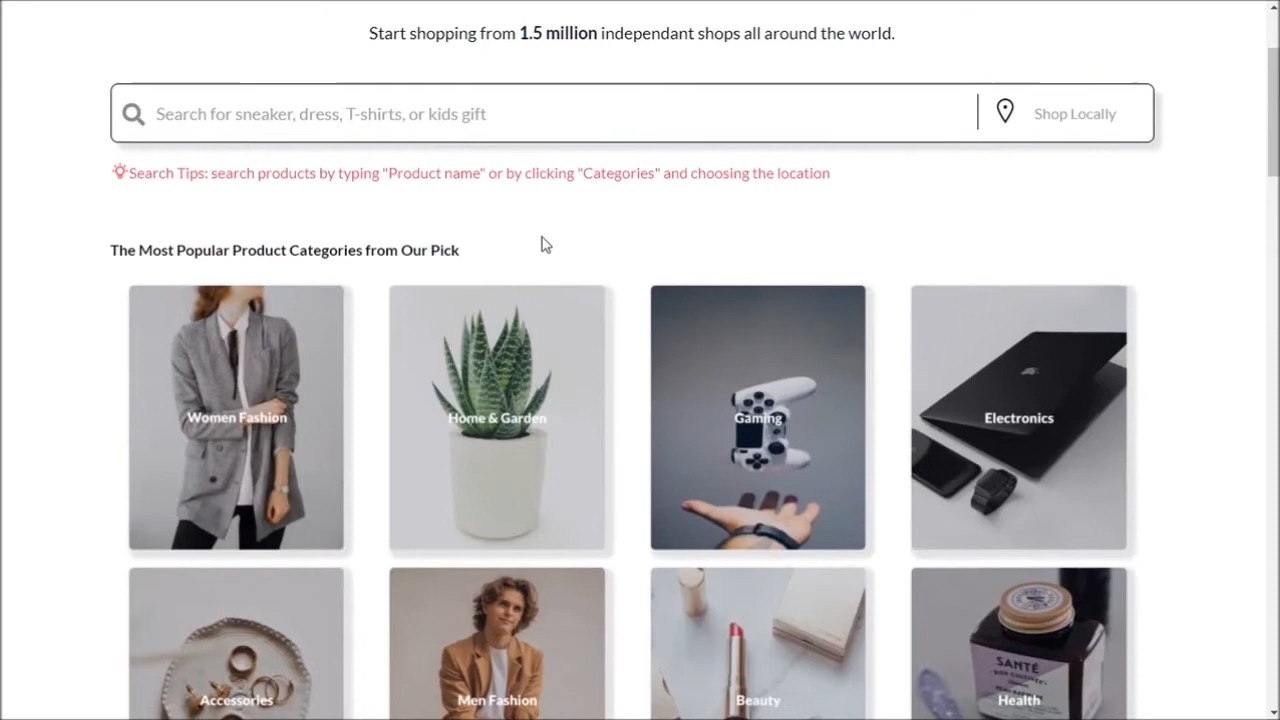 Start shopping from 1.5 million independant shops all around the world.
Search for sneaker, dress, T-shirts, or kids gift
Shop Locally
Search Tips: search products by typing "Product name" or by clicking "Categories" and choosing the location
The Most Popular Product Categories from Our Pick
Women Fashion
Home & Garden
Gaming
Electronics
Accessories
Men Fashion
Beauty
SANTÉ
Health